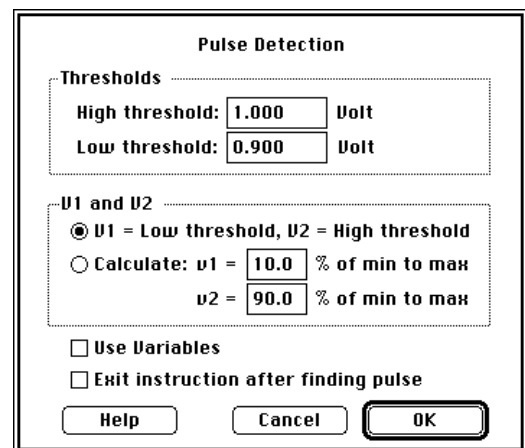 Pulse Detection
Thresholds
High threshold: 1.000 Volt
Low threshold: 0.900 Volt
V1 and V2
V1 = Low threshold, V2 = High threshold
Calculate: v1 = 10.0 % of min to max
v2 = 90.0 % of min to max
Use Variables
Exit instruction after finding pulse
Help Cancel OK